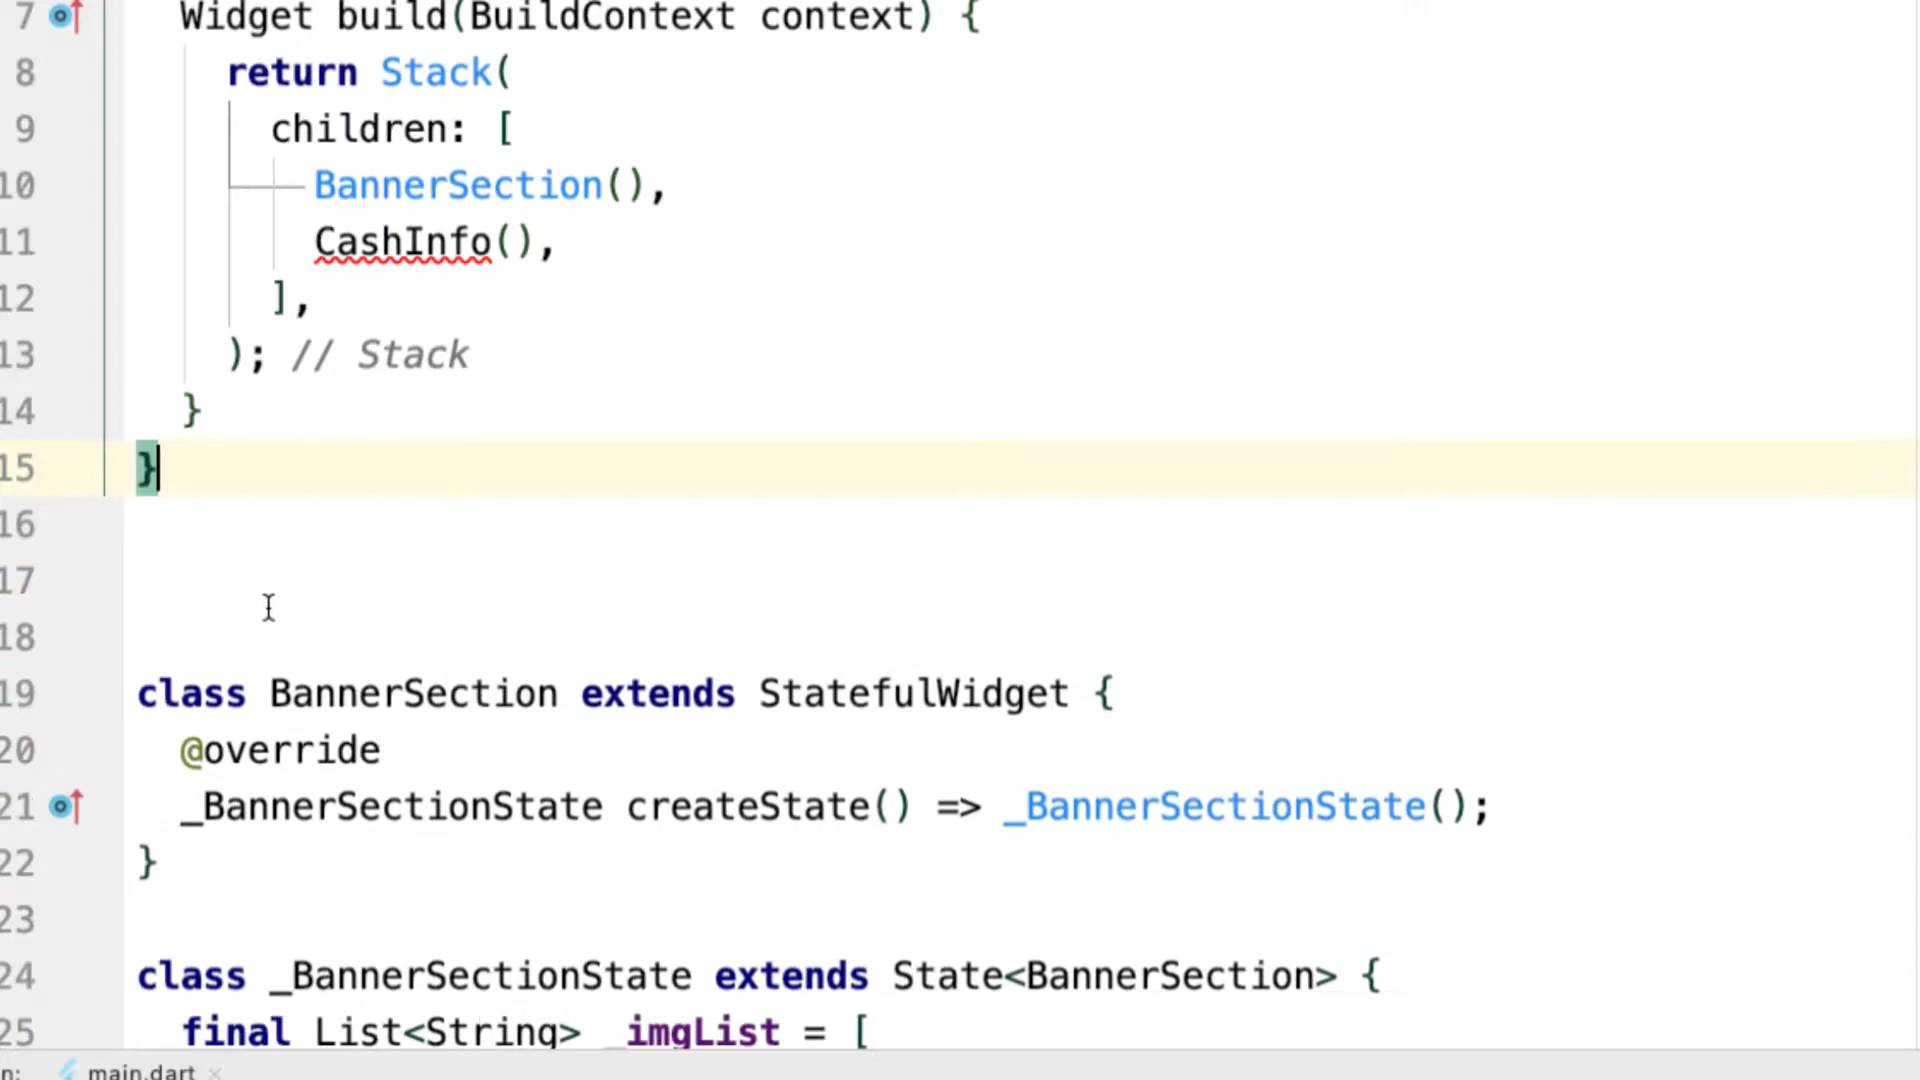 7 Widget build(BuildContext context) {
8 return Stack(
9 children: [
10 BannerSection(),
11 CashInfo(),
12 ],
13 ); // Stack
14 }
15 }
16
17
18
19 class BannerSection extends StatefulWidget {
20 @override
21 _BannerSectionState createState() => _BannerSectionState();
22 }
23
24 class _BannerSectionState extends State<BannerSection> {
25 final List<String> _imgList = [
n: main.dart ×